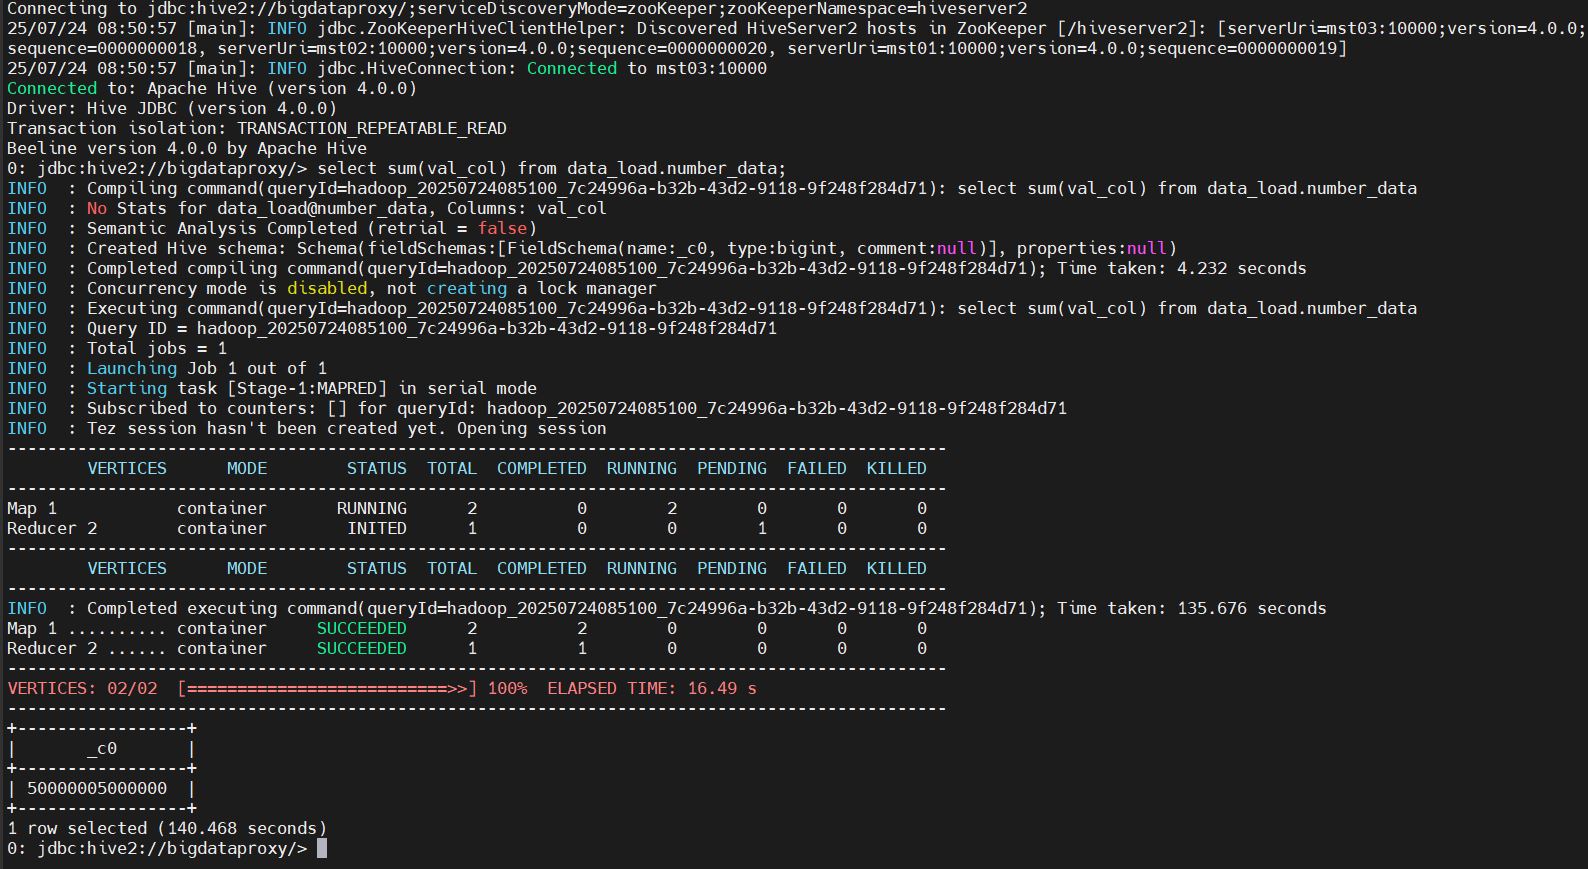 Connecting to jdbc:hive2://bigdataproxy/;serviceDiscoveryMode=zooKeeper;zooKeeperNamespace=hiveserver2
25/07/24 08:50:57 [main]: INFO jdbc.ZooKeeperHiveClientHelper: Discovered HiveServer2 hosts in ZooKeeper [/hiveserver2]: [serverUri=mst03:10000;version=4.0.0;
sequence=0000000018, serverUri=mst02:10000;version=4.0.0;sequence=0000000020, serverUri=mst01:10000;version=4.0.0;sequence=0000000019]
25/07/24 08:50:57 [main]: INFO jdbc.HiveConnection: Connected to mst03:10000
Connected to: Apache Hive (version 4.0.0)
Driver: Hive JDBC (version 4.0.0)
Transaction isolation: TRANSACTION_REPEATABLE_READ
Beeline version 4.0.0 by Apache Hive
0: jdbc:hive2://bigdataproxy/> select sum(val_col) from data_load.number_data;
INFO  : Compiling command(queryId=hadoop_20250724085100_7c24996a-b32b-43d2-9118-9f248f284d71): select sum(val_col) from data_load.number_data
INFO  : No Stats for data_load@number_data, Columns: val_col
INFO  : Semantic Analysis Completed (retrial = false)
INFO  : Created Hive schema: Schema(fieldSchemas:[FieldSchema(name:_c0, type:bigint, comment:null)], properties:null)
INFO  : Completed compiling command(queryId=hadoop_20250724085100_7c24996a-b32b-43d2-9118-9f248f284d71); Time taken: 4.232 seconds
INFO  : Concurrency mode is disabled, not creating a lock manager
INFO  : Executing command(queryId=hadoop_20250724085100_7c24996a-b32b-43d2-9118-9f248f284d71): select sum(val_col) from data_load.number_data
INFO  : Query ID = hadoop_20250724085100_7c24996a-b32b-43d2-9118-9f248f284d71
INFO  : Total jobs = 1
INFO  : Launching Job 1 out of 1
INFO  : Starting task [Stage-1:MAPRED] in serial mode
INFO  : Subscribed to counters: [] for queryId: hadoop_20250724085100_7c24996a-b32b-43d2-9118-9f248f284d71
INFO  : Tez session hasn't been created yet. Opening session
----------------------------------------------------------------------------------------------
        VERTICES      MODE        STATUS  TOTAL  COMPLETED  RUNNING  PENDING  FAILED  KILLED
----------------------------------------------------------------------------------------------
Map 1            container       RUNNING      2          0        2        0       0       0
Reducer 2        container        INITED      1          0        0        1       0       0
----------------------------------------------------------------------------------------------
        VERTICES      MODE        STATUS  TOTAL  COMPLETED  RUNNING  PENDING  FAILED  KILLED
----------------------------------------------------------------------------------------------
INFO  : Completed executing command(queryId=hadoop_20250724085100_7c24996a-b32b-43d2-9118-9f248f284d71); Time taken: 135.676 seconds
Map 1 .......... container     SUCCEEDED      2          2        0        0       0       0
Reducer 2 ...... container     SUCCEEDED      1          1        0        0       0       0
----------------------------------------------------------------------------------------------
VERTICES: 02/02  [==========================>>] 100%  ELAPSED TIME: 16.49 s
----------------------------------------------------------------------------------------------
+-----------------+
|       _c0       |
+-----------------+
| 50000005000000  |
+-----------------+
1 row selected (140.468 seconds)
0: jdbc:hive2://bigdataproxy/>